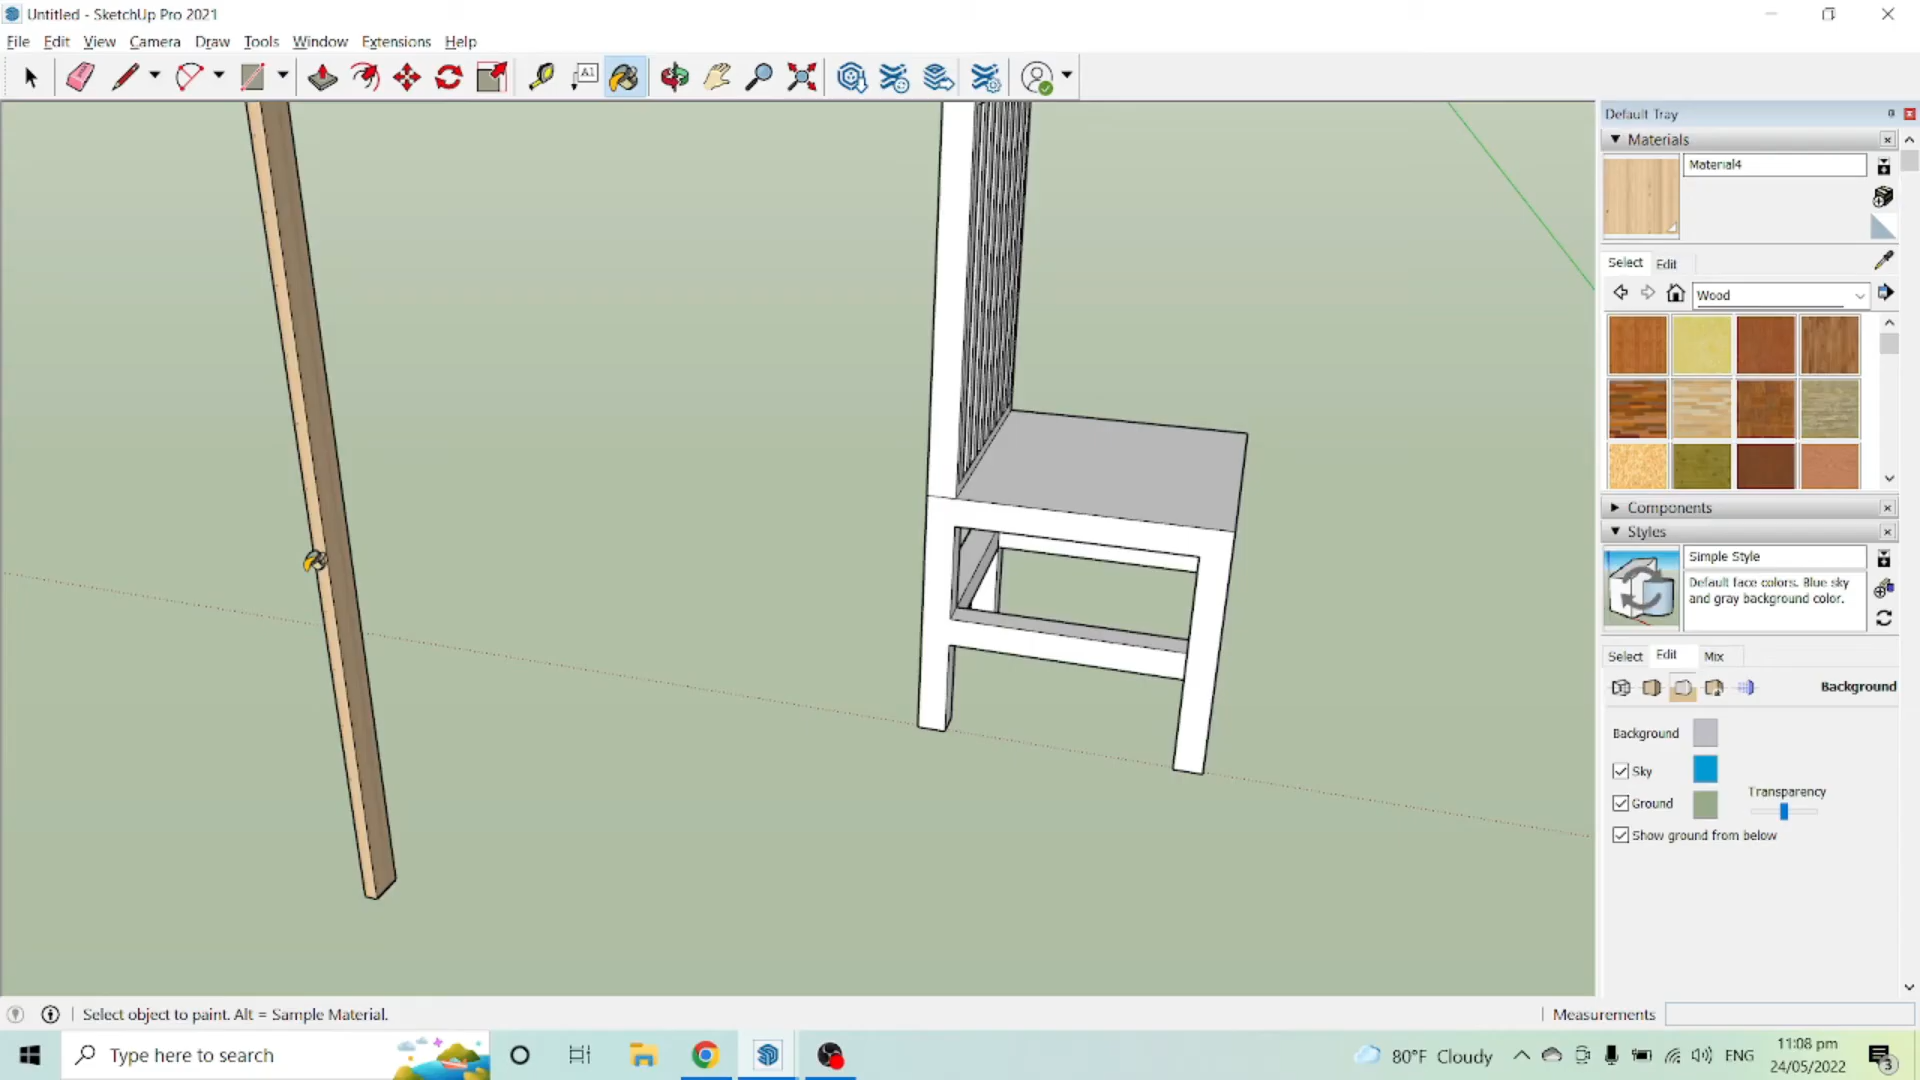 Untitled - SketchUp Pro 2021
File Edit View Camera Draw Tools Window Extensions Help
A1
Default Tray
Materials
Material4
Select Edit
Wood
Components
Styles
Simple Style
Default face colors. Blue sky
and gray background color.
Select Edit Mix
Background
Background
Sky
Transparency
Ground
Show ground from below
Select object to paint. Alt = Sample Material.
Measurements
Type here to search
80°F Cloudy
ENG
11:08 pm
24/05/2022
3